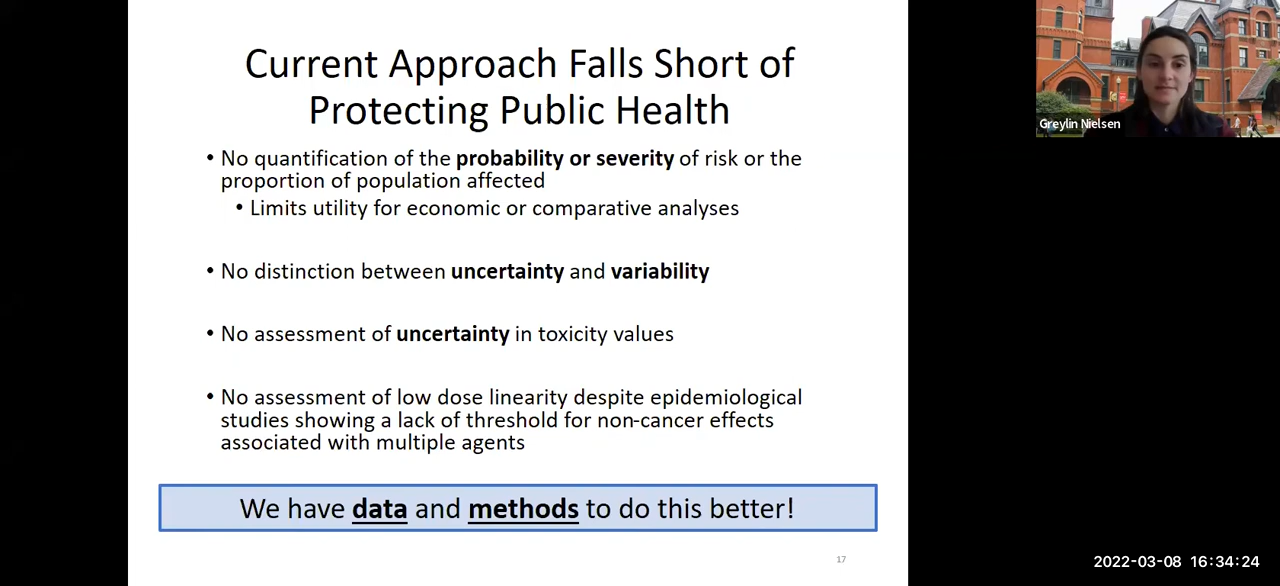 Current Approach Falls Short of
Protecting Public Health
• No quantification of the probability or severity of risk or the
proportion of population affected
• Limits utility for economic or comparative analyses
• No distinction between uncertainty and variability
• No assessment of uncertainty in toxicity values
• No assessment of low dose linearity despite epidemiological
studies showing a lack of threshold for non-cancer effects
associated with multiple agents
We have data and methods to do this better!
17
Greylin Nielsen
2022-03-08 16:34:24